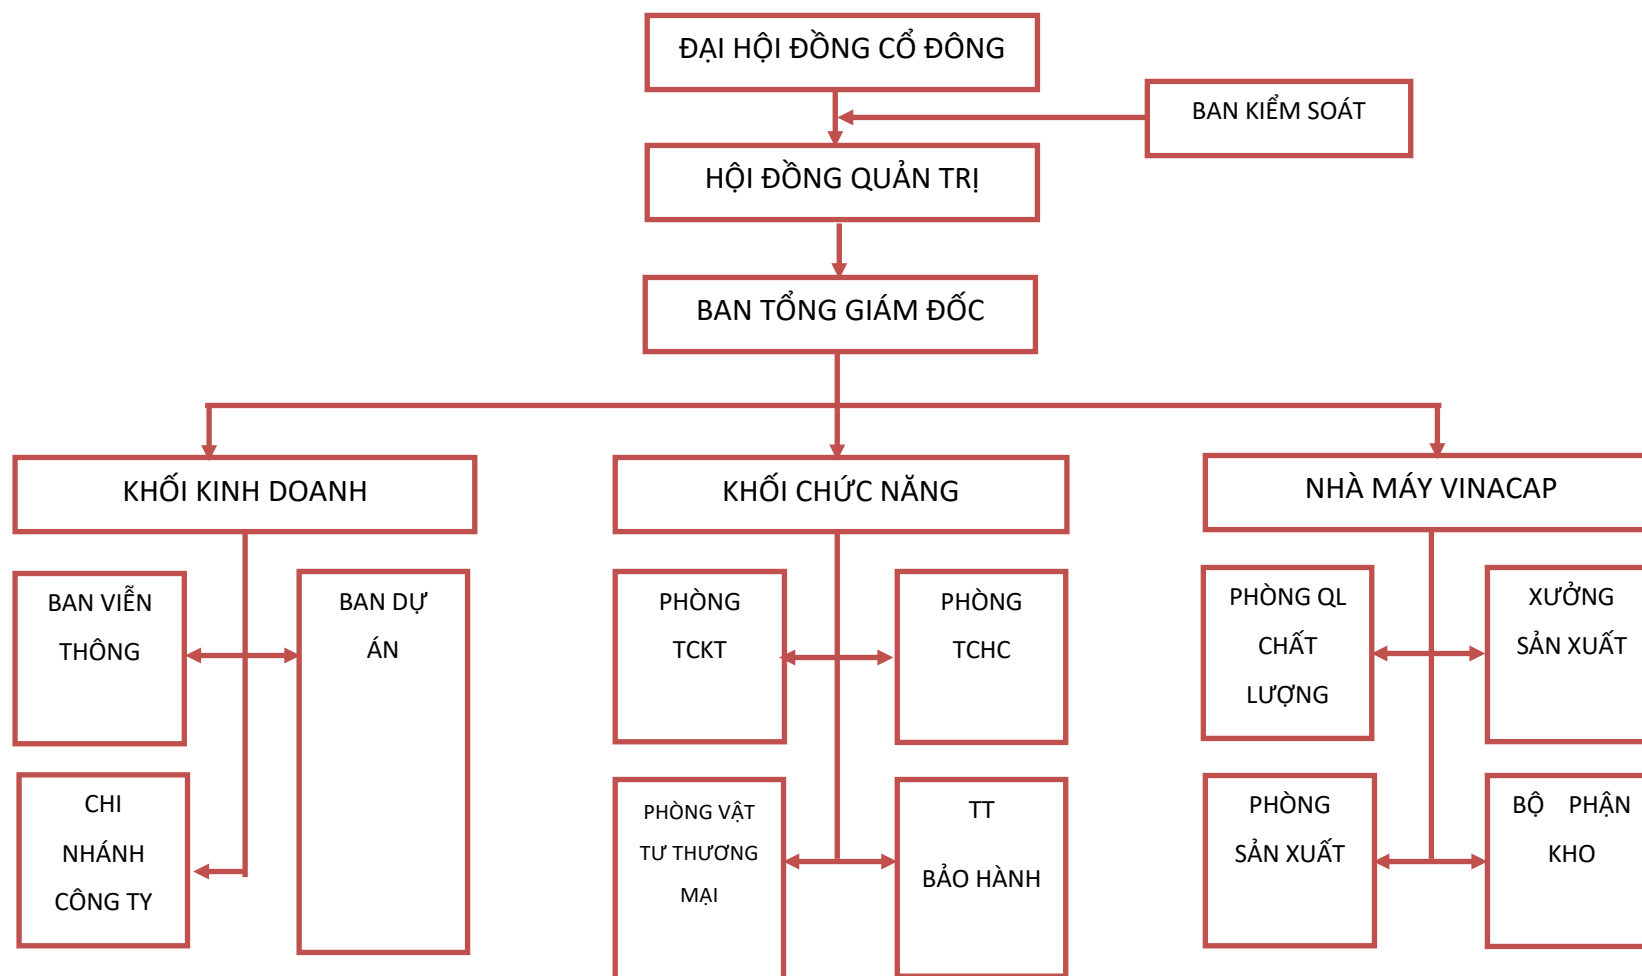 ĐẠI HỘI ĐỒNG CỔ ĐÔNG
BAN KIỂM SOÁT
HỘI ĐỒNG QUẢN TRỊ
BAN TỔNG GIÁM ĐỐC
KHỐI KINH DOANH
KHỐI CHỨC NĂNG
NHÀ MÁY VINACAP
BAN VIỄN
THÔNG
BAN DỰ
ÁN
PHÒNG
TCKT
PHÒNG
TCHC
PHÒNG QL
CHẤT
LƯỢNG
XƯỞNG
SẢN XUẤT
CHI
NHÁNH
CÔNG TY
PHÒNG VẬT
TƯ THƯƠNG
MẠI
TT
BẢO HÀNH
PHÒNG
SẢN XUẤT
BỘ PHẬN
KHO